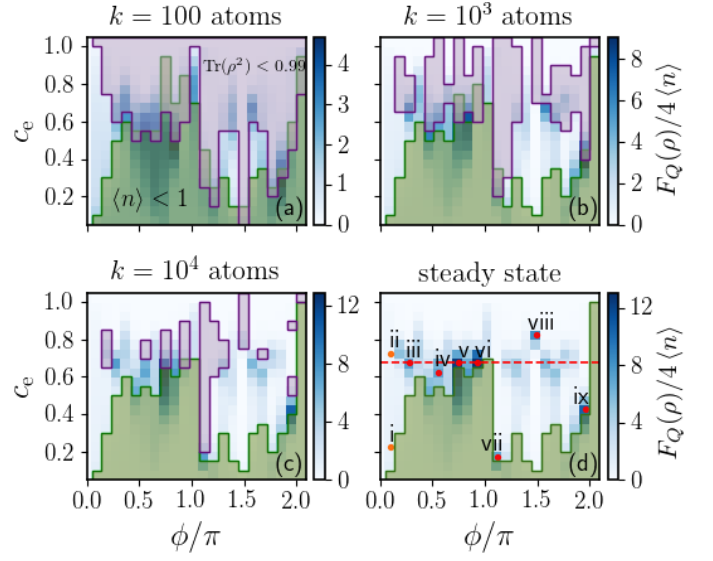 k = 100 atoms
k = 10³ atoms
1.0
0.8
0.6
0.4
0.2
cₑ
Tr(ρ²) < 0.99
⟨n⟩ < 1
(a)
4
3
2
1
0
(b)
8
6
4
2
0
F_Q(ρ)/4 ⟨n⟩
k = 10⁴ atoms
steady state
1.0
0.8
0.6
0.4
0.2
cₑ
(c)
0.0 0.5 1.0 1.5 2.0
ϕ/π
12
8
4
0
i
ii
iii
iv
v
vi
vii
viii
ix
(d)
0.0 0.5 1.0 1.5 2.0
ϕ/π
12
8
4
0
F_Q(ρ)/4 ⟨n⟩